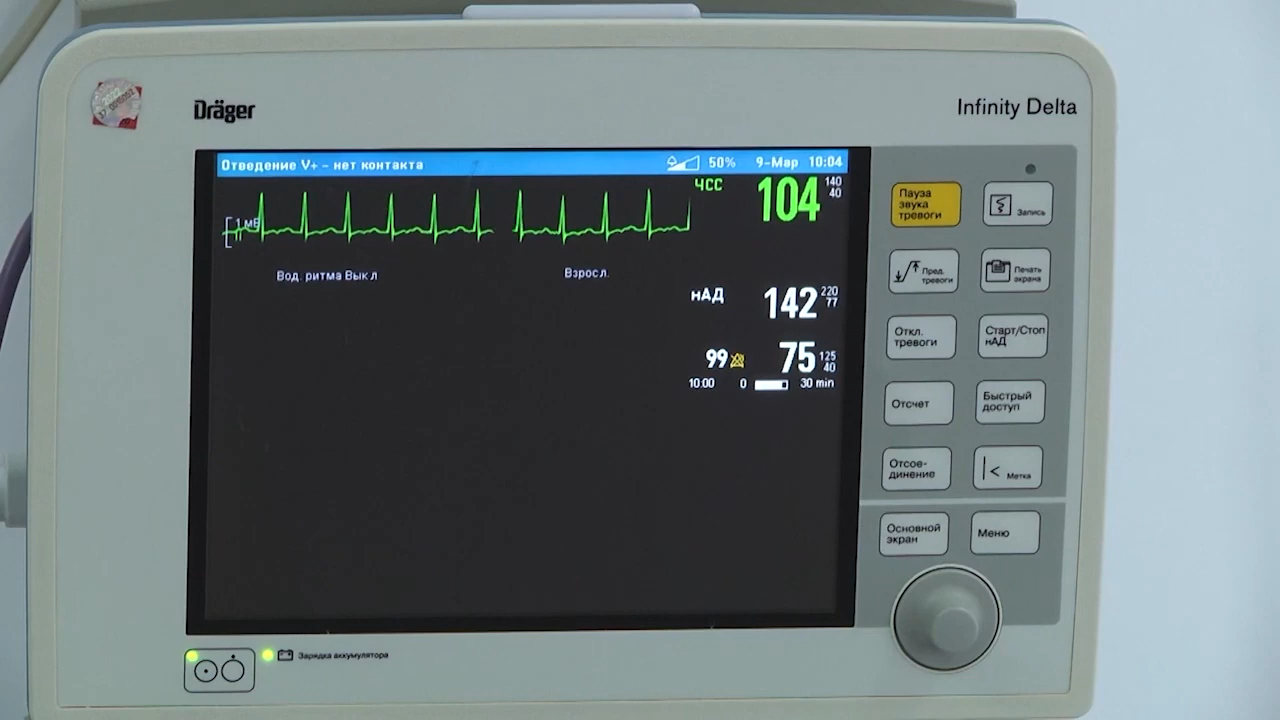 Dräger
Infinity Delta
Отведение V+ - нет контакта
50% 9-Мар 10:04
1 мВ
ЧСС 104 140 40
Вод. ритма Выкл
Взросл.
нАД 142 220 77
99 75 125 40
10:00 0 30 min
Пауза
звука
тревоги
Запись
Пред.
тревоги
Печать
экрана
Откл.
тревоги
Старт/Стоп
нАД
Отсчет
Быстрый
доступ
Отсое-
динение
Метка
Основной
экран
Меню
Зарядка аккумулятора